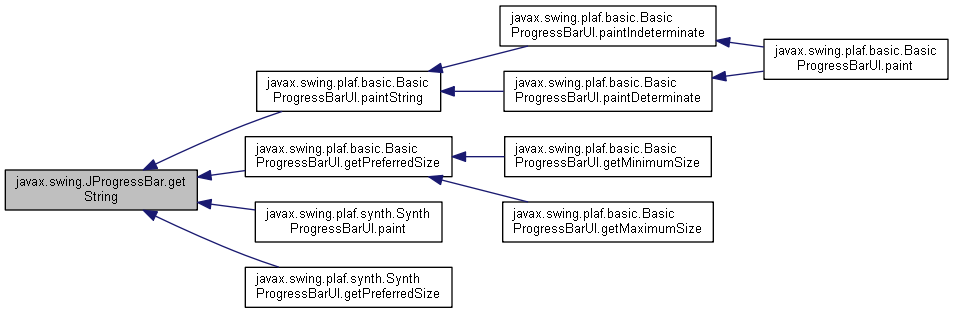 javax.swing.plaf.basic.Basic
ProgressBarUI.paintIndeterminate
javax.swing.plaf.basic.Basic
ProgressBarUI.paint
javax.swing.plaf.basic.Basic
ProgressBarUI.paintString
javax.swing.plaf.basic.Basic
ProgressBarUI.paintDeterminate
javax.swing.plaf.basic.Basic
ProgressBarUI.getPreferredSize
javax.swing.plaf.basic.Basic
ProgressBarUI.getMinimumSize
javax.swing.JProgressBar.get
String
javax.swing.plaf.synth.Synth
ProgressBarUI.paint
javax.swing.plaf.basic.Basic
ProgressBarUI.getMaximumSize
javax.swing.plaf.synth.Synth
ProgressBarUI.getPreferredSize